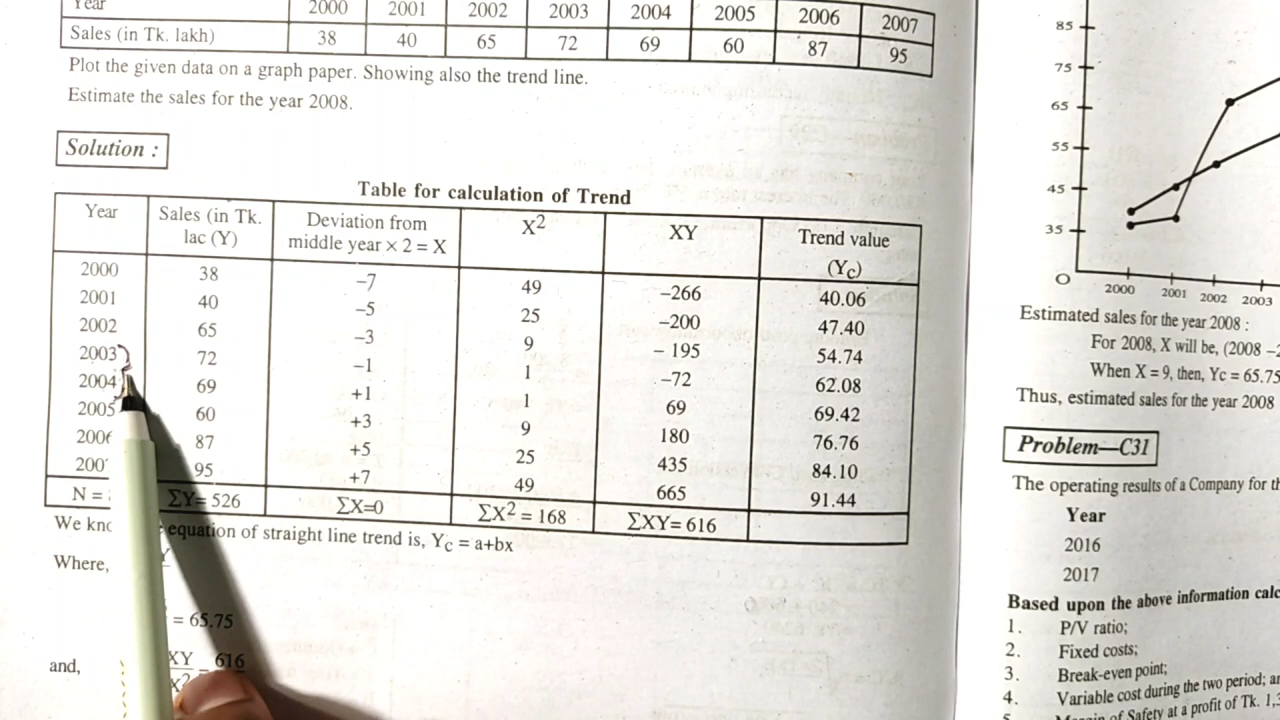 Year 2000 2001 2002 2003 2004 2005 2006 2007
Sales (in Tk. lakh) 38 40 65 72 69 60 87 95
Plot the given data on a graph paper. Showing also the trend line.
Estimate the sales for the year 2008.
Solution :
Table for calculation of Trend
Year Sales (in Tk. lac (Y) Deviation from middle year × 2 = X X² XY Trend value (Yc)
2000 38 –7 49 –266 40.06
2001 40 –5 25 –200 47.40
2002 65 –3 9 – 195 54.74
2003 72 –1 1 –72 62.08
2004 69 +1 1 69 69.42
2005 60 +3 9 180 76.76
2006 87 +5 25 435 84.10
200 95 +7 49 665 91.44
N = ΣY= 526 ΣX=0 ΣX² = 168 ΣXY= 616
We equation of straight line trend is, Yc = a+bx
Where,
= 65.75
and, XY 616
85
75
65
55
45
35
O 2000 2001 2002 2003
Estimated sales for the year 2008 :
For 2008, X will be, (2008 –
When X = 9, then, Yc = 65.75
Thus, estimated sales for the year 2008
Problem—C31
The operating results of a Company for
Year
2016
2017
Based upon the above information
1. P/V ratio;
2. Fixed costs;
3. Break-even point;
4. Variable cost during the two period;
of Safety at a profit of Tk.